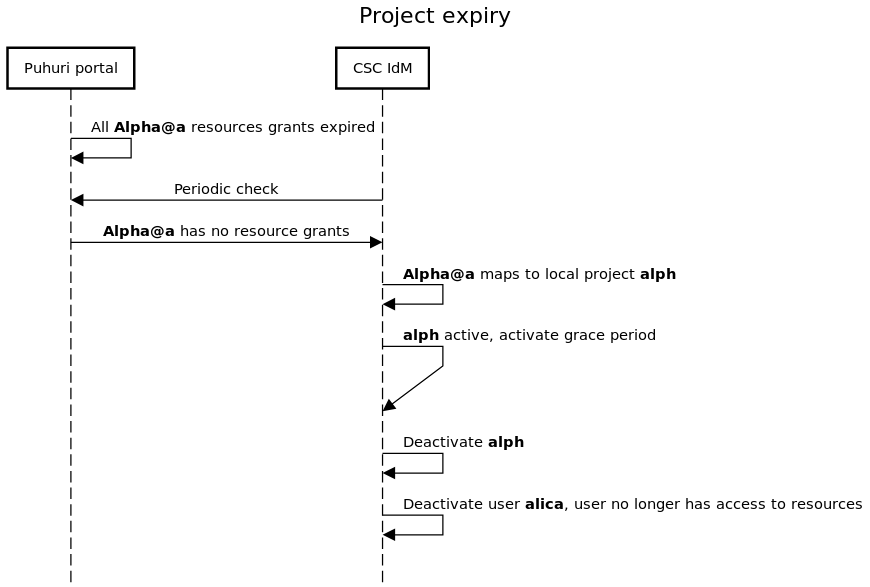 Project expiry
Puhuri portal
CSC IdM
All Alpha@a resources grants expired
Periodic check
Alpha@a has no resource grants
Alpha@a maps to local project alph
alph active, activate grace period
Deactivate alph
Deactivate user alica, user no longer has access to resources